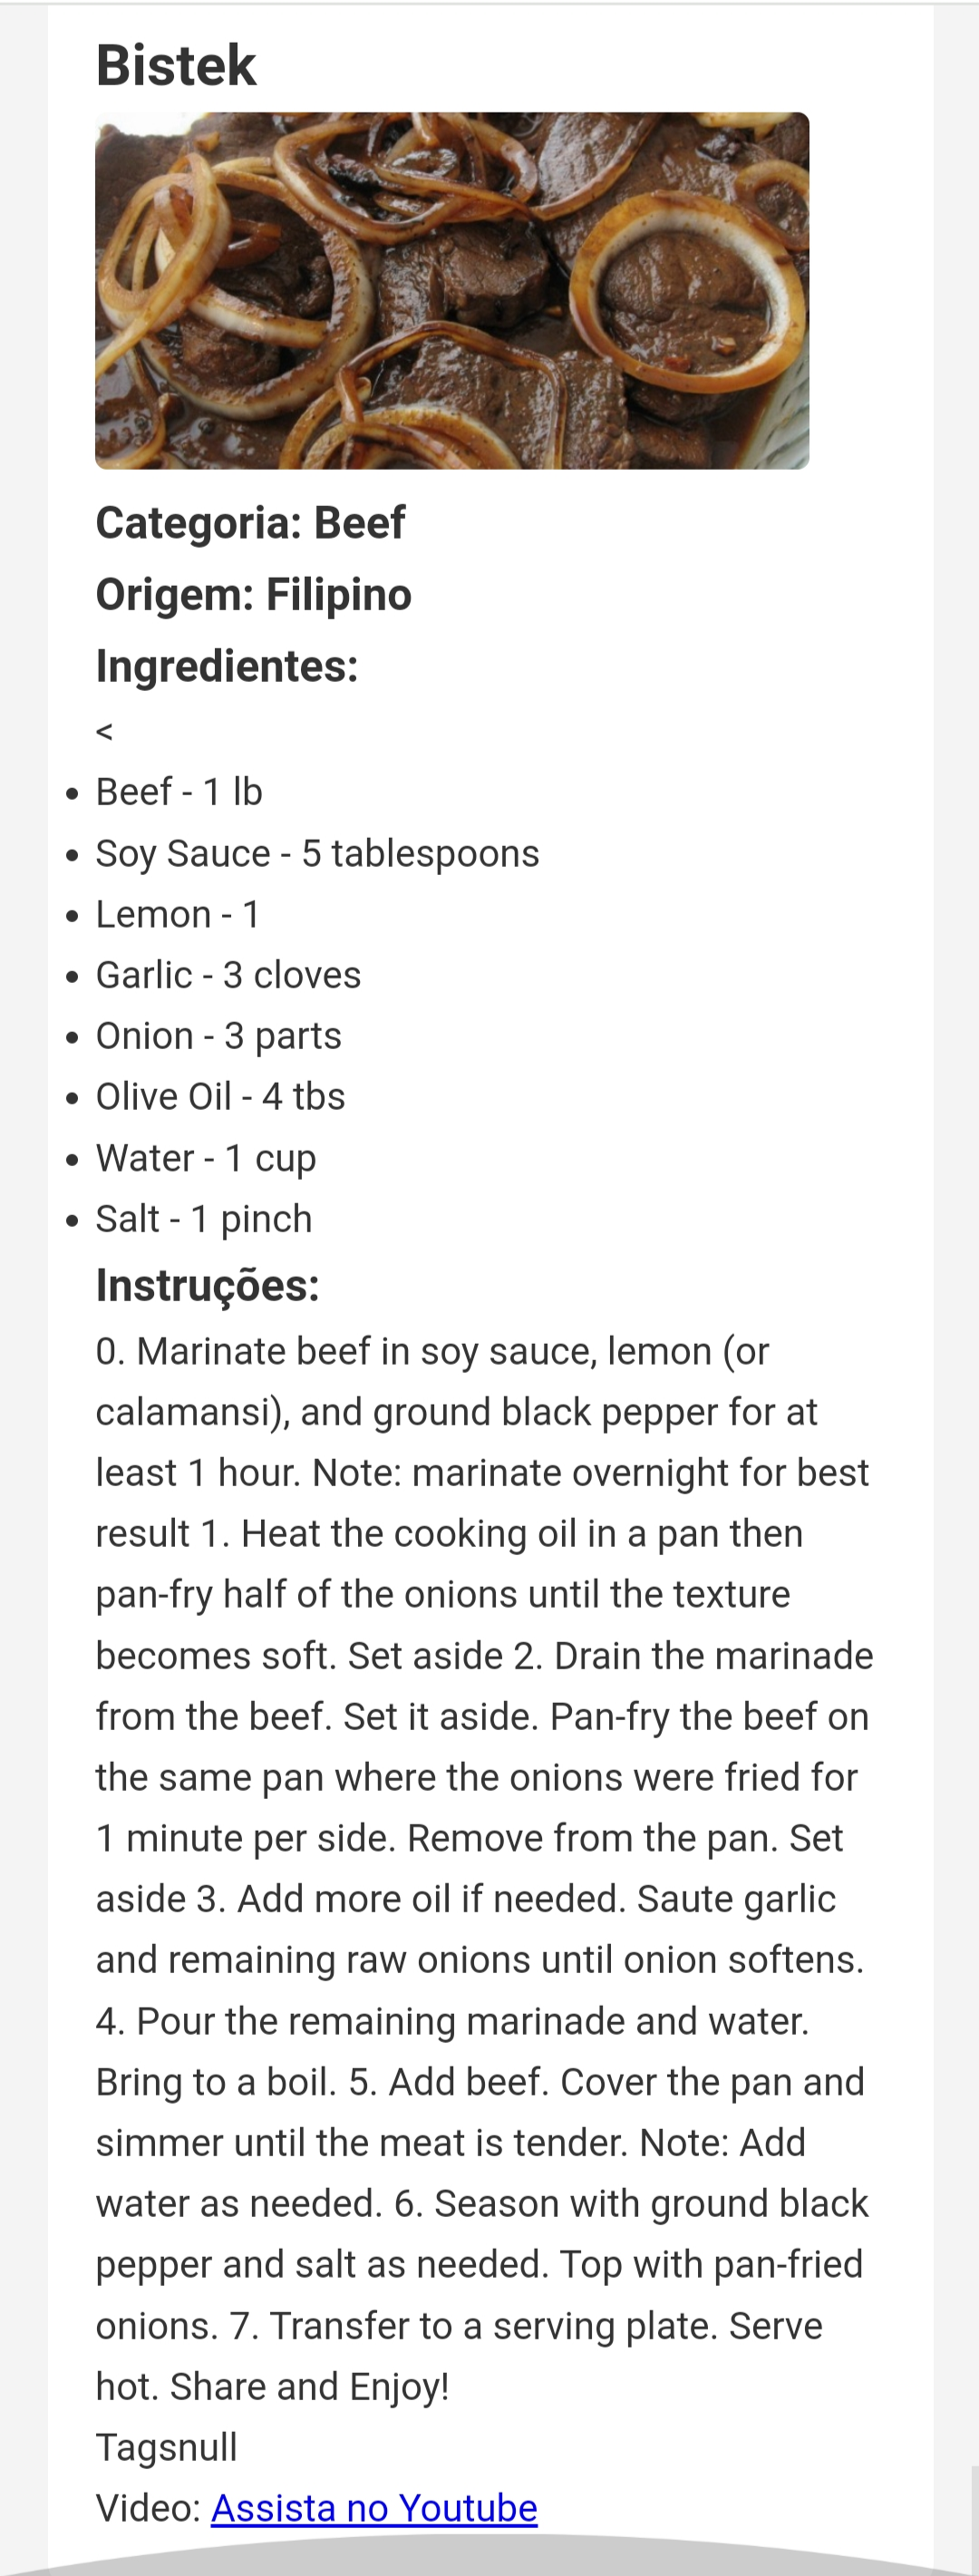 Bistek
Categoria: Beef
Origem: Filipino
Ingredientes:
<
• Beef - 1 lb
• Soy Sauce - 5 tablespoons
• Lemon - 1
• Garlic - 3 cloves
• Onion - 3 parts
• Olive Oil - 4 tbs
• Water - 1 cup
• Salt - 1 pinch
Instruções:
0. Marinate beef in soy sauce, lemon (or
calamansi), and ground black pepper for at
least 1 hour. Note: marinate overnight for best
result 1. Heat the cooking oil in a pan then
pan-fry half of the onions until the texture
becomes soft. Set aside 2. Drain the marinade
from the beef. Set it aside. Pan-fry the beef on
the same pan where the onions were fried for
1 minute per side. Remove from the pan. Set
aside 3. Add more oil if needed. Saute garlic
and remaining raw onions until onion softens.
4. Pour the remaining marinade and water.
Bring to a boil. 5. Add beef. Cover the pan and
simmer until the meat is tender. Note: Add
water as needed. 6. Season with ground black
pepper and salt as needed. Top with pan-fried
onions. 7. Transfer to a serving plate. Serve
hot. Share and Enjoy!
Tagsnull
Video: Assista no Youtube